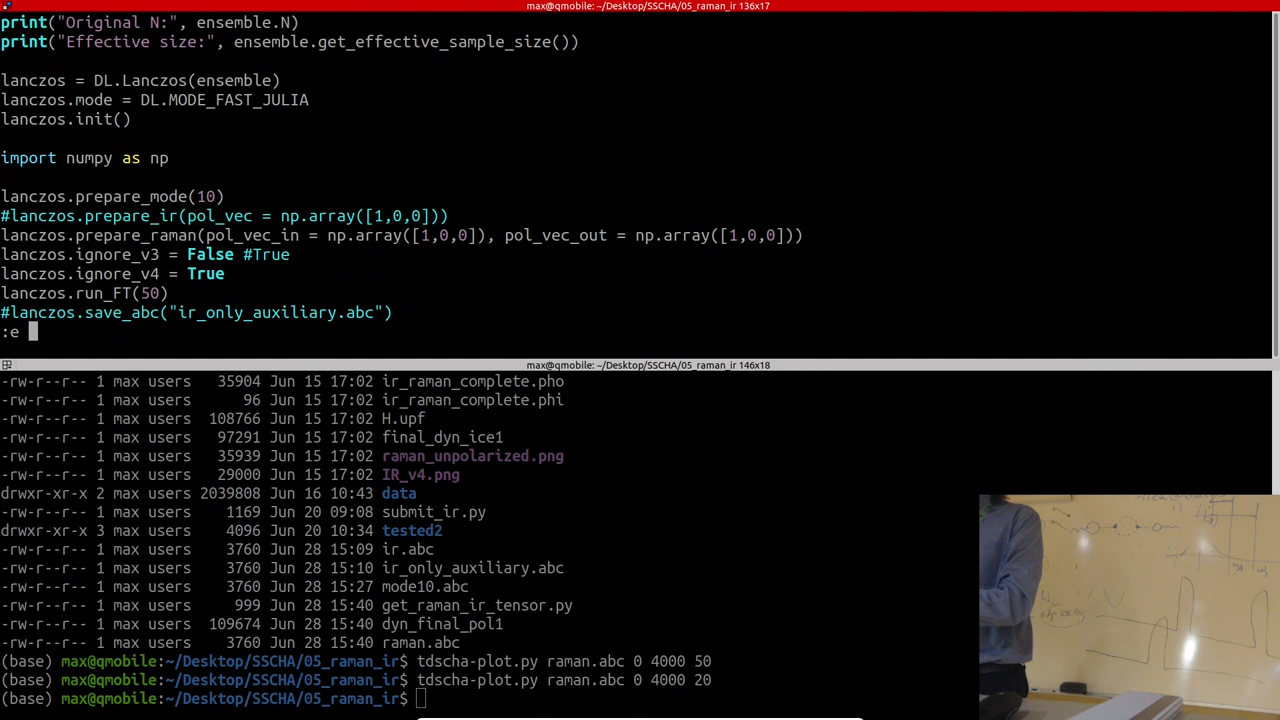 max@qmobile:~/Desktop/SSCHA/05_raman_ir 136x17
print("Original N:", ensemble.N)
print("Effective size:", ensemble.get_effective_sample_size())
lanczos = DL.Lanczos(ensemble)
lanczos.mode = DL.MODE_FAST_JULIA
lanczos.init()
import numpy as np
lanczos.prepare_mode(10)
#lanczos.prepare_ir(pol_vec = np.array([1,0,0]))
lanczos.prepare_raman(pol_vec_in = np.array([1,0,0]), pol_vec_out = np.array([1,0,0]))
lanczos.ignore_v3 = False #True
lanczos.ignore_v4 = True
lanczos.run_FT(50)
#lanczos.save_abc("ir_only_auxiliary.abc")
:e
max@qmobile:~/Desktop/SSCHA/05_raman_ir 146x18
-rw-r--r-- 1 max users 35904 Jun 15 17:02 ir_raman_complete.pho
-rw-r--r-- 1 max users 96 Jun 15 17:02 ir_raman_complete.phi
-rw-r--r-- 1 max users 108766 Jun 15 17:02 H.upf
-rw-r--r-- 1 max users 97291 Jun 15 17:02 final_dyn_ice1
-rw-r--r-- 1 max users 35939 Jun 15 17:02 raman_unpolarized.png
-rw-r--r-- 1 max users 29000 Jun 15 17:02 IR_v4.png
drwxr-xr-x 2 max users 2039808 Jun 16 10:43 data
-rw-r--r-- 1 max users 1169 Jun 20 09:08 submit_ir.py
drwxr-xr-x 3 max users 4096 Jun 20 10:34 tested2
-rw-r--r-- 1 max users 3760 Jun 28 15:09 ir.abc
-rw-r--r-- 1 max users 3760 Jun 28 15:10 ir_only_auxiliary.abc
-rw-r--r-- 1 max users 3760 Jun 28 15:27 mode10.abc
-rw-r--r-- 1 max users 999 Jun 28 15:40 get_raman_ir_tensor.py
-rw-r--r-- 1 max users 109674 Jun 28 15:40 dyn_final_pol1
-rw-r--r-- 1 max users 3760 Jun 28 15:40 raman.abc
(base) max@qmobile:~/Desktop/SSCHA/05_raman_ir$ tdscha-plot.py raman.abc 0 4000 50
(base) max@qmobile:~/Desktop/SSCHA/05_raman_ir$ tdscha-plot.py raman.abc 0 4000 20
(base) max@qmobile:~/Desktop/SSCHA/05_raman_ir$